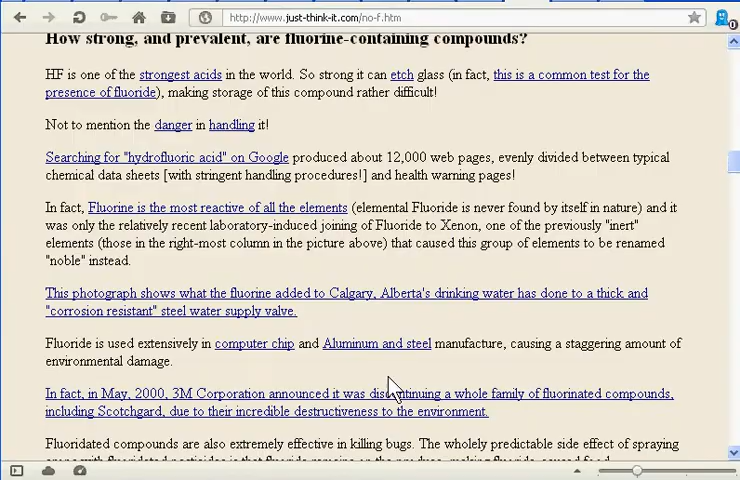 http://www.just-think-it.com/no-f.htm
0
How strong, and prevalent, are fluorine-containing compounds?
HF is one of the strongest acids in the world. So strong it can etch glass (in fact, this is a common test for the
presence of fluoride), making storage of this compound rather difficult!
Not to mention the danger in handling it!
Searching for "hydrofluoric acid" on Google produced about 12,000 web pages, evenly divided between typical
chemical data sheets [with stringent handling procedures!] and health warning pages!
In fact, Fluorine is the most reactive of all the elements (elemental Fluoride is never found by itself in nature) and it
was only the relatively recent laboratory-induced joining of Fluoride to Xenon, one of the previously "inert"
elements (those in the right-most column in the picture above) that caused this group of elements to be renamed
"noble" instead.
This photograph shows what the fluorine added to Calgary, Alberta's drinking water has done to a thick and
"corrosion resistant" steel water supply valve.
Fluoride is used extensively in computer chip and Aluminum and steel manufacture, causing a staggering amount of
environmental damage.
In fact, in May, 2000, 3M Corporation announced it was discontinuing a whole family of fluorinated compounds,
including Scotchgard, due to their incredible destructiveness to the environment.
Fluoridated compounds are also extremely effective in killing bugs. The wholely predictable side effect of spraying